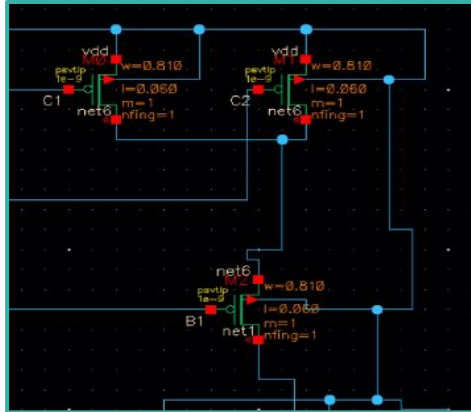 vdd
M0
w=0.810
psvtlp
1e-9
l=0.060
C1
m=1
net6
nfing=1
vdd
M1
w=0.810
psvtlp
1e-9
l=0.060
C2
m=1
net6
nfing=1
net6
M2
w=0.810
psvtlp
1e-9
l=0.060
B1
m=1
net1
nfing=1